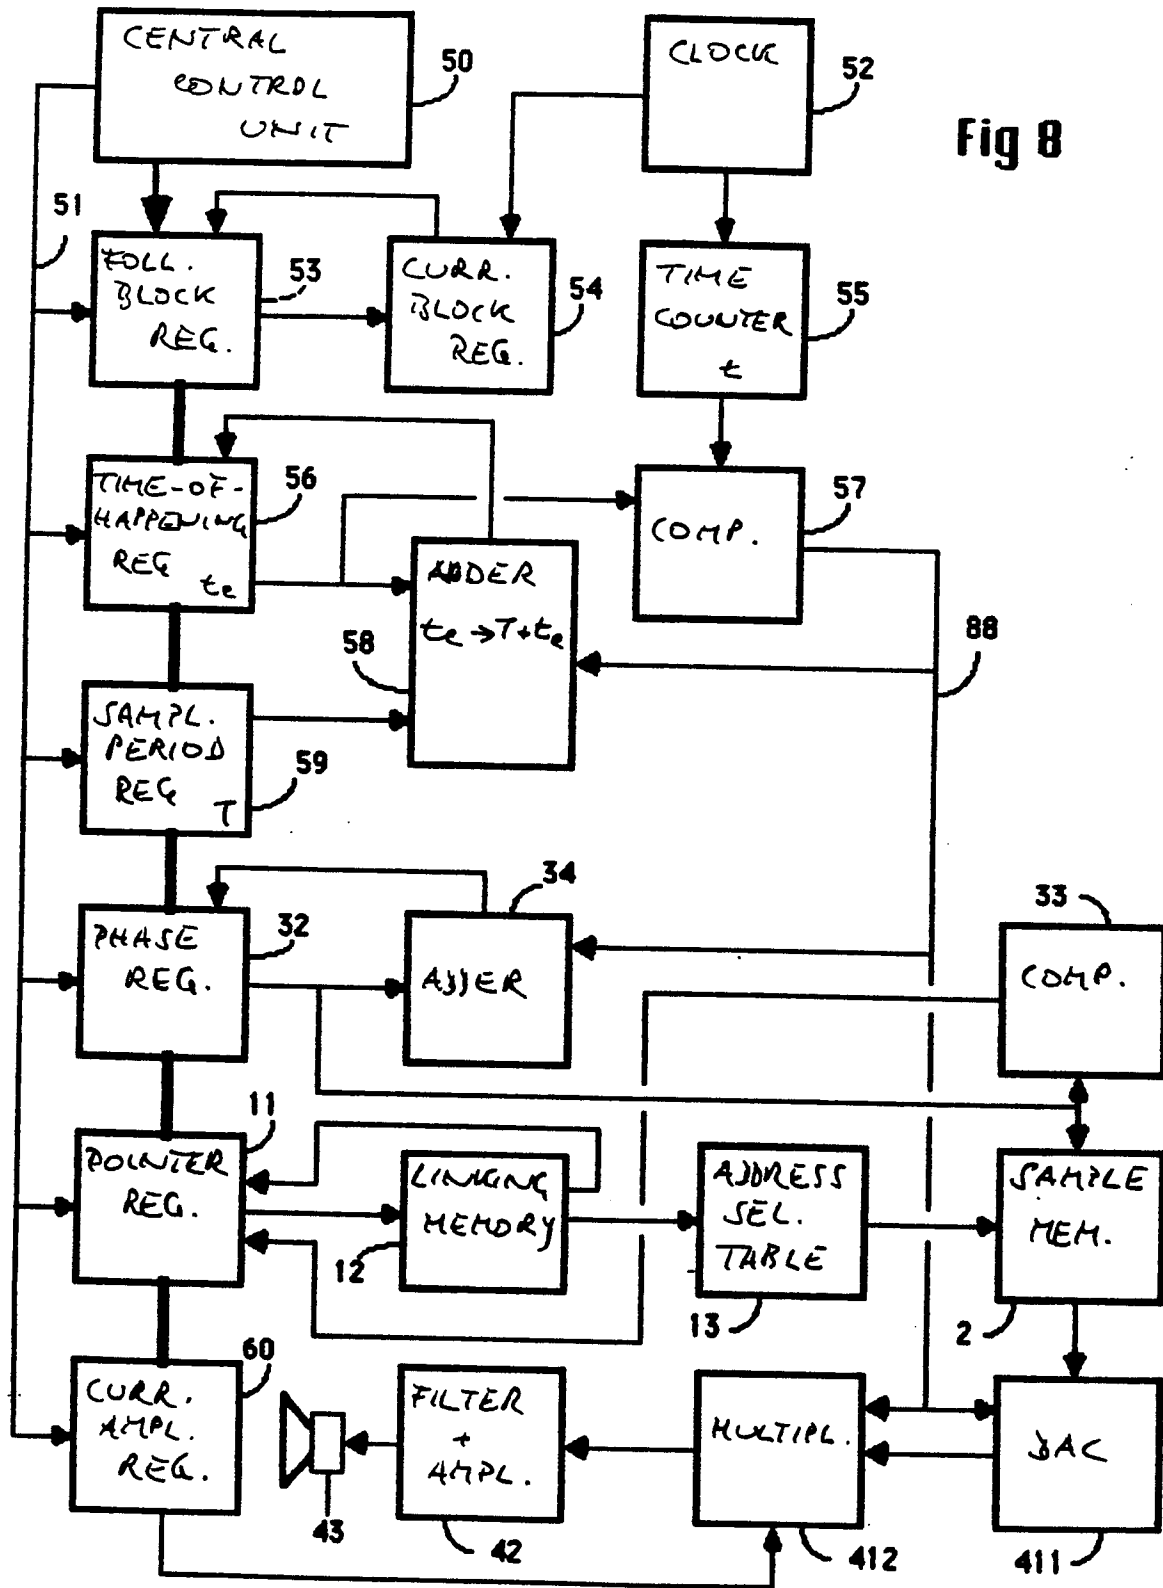 CENTRAL
CONTROL
UNIT
50
CLOCK
52
Fig 8
51
FOLL.
BLOCK
REG.
53
CURR.
BLOCK
REG.
54
TIME
COUNTER
t
55
TIME-OF-
HAPPENING
REG te
56
ADDER
te → T + te
58
COMP.
57
88
SAMPL.
PERIOD
REG T
59
PHASE
REG.
32
ADDER
34
COMP.
33
POINTER
REG.
11
LINKING
MEMORY
12
ADDRESS
SEL.
TABLE
13
SAMPLE
MEM.
2
CURR.
AMPL.
REG.
60
43
FILTER
+
AMPL.
42
MULTIPL.
412
DAC
411